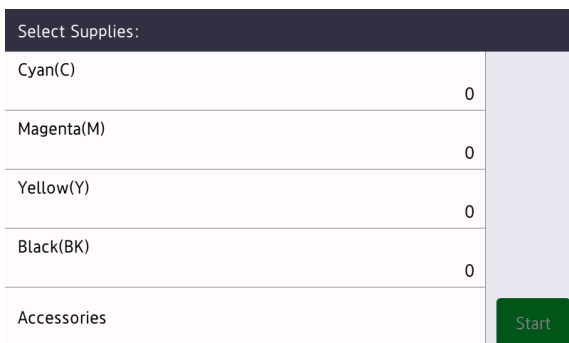 Select Supplies:
Cyan(C)
0
Magenta(M)
0
Yellow(Y)
0
Black(BK)
0
Accessories
Start